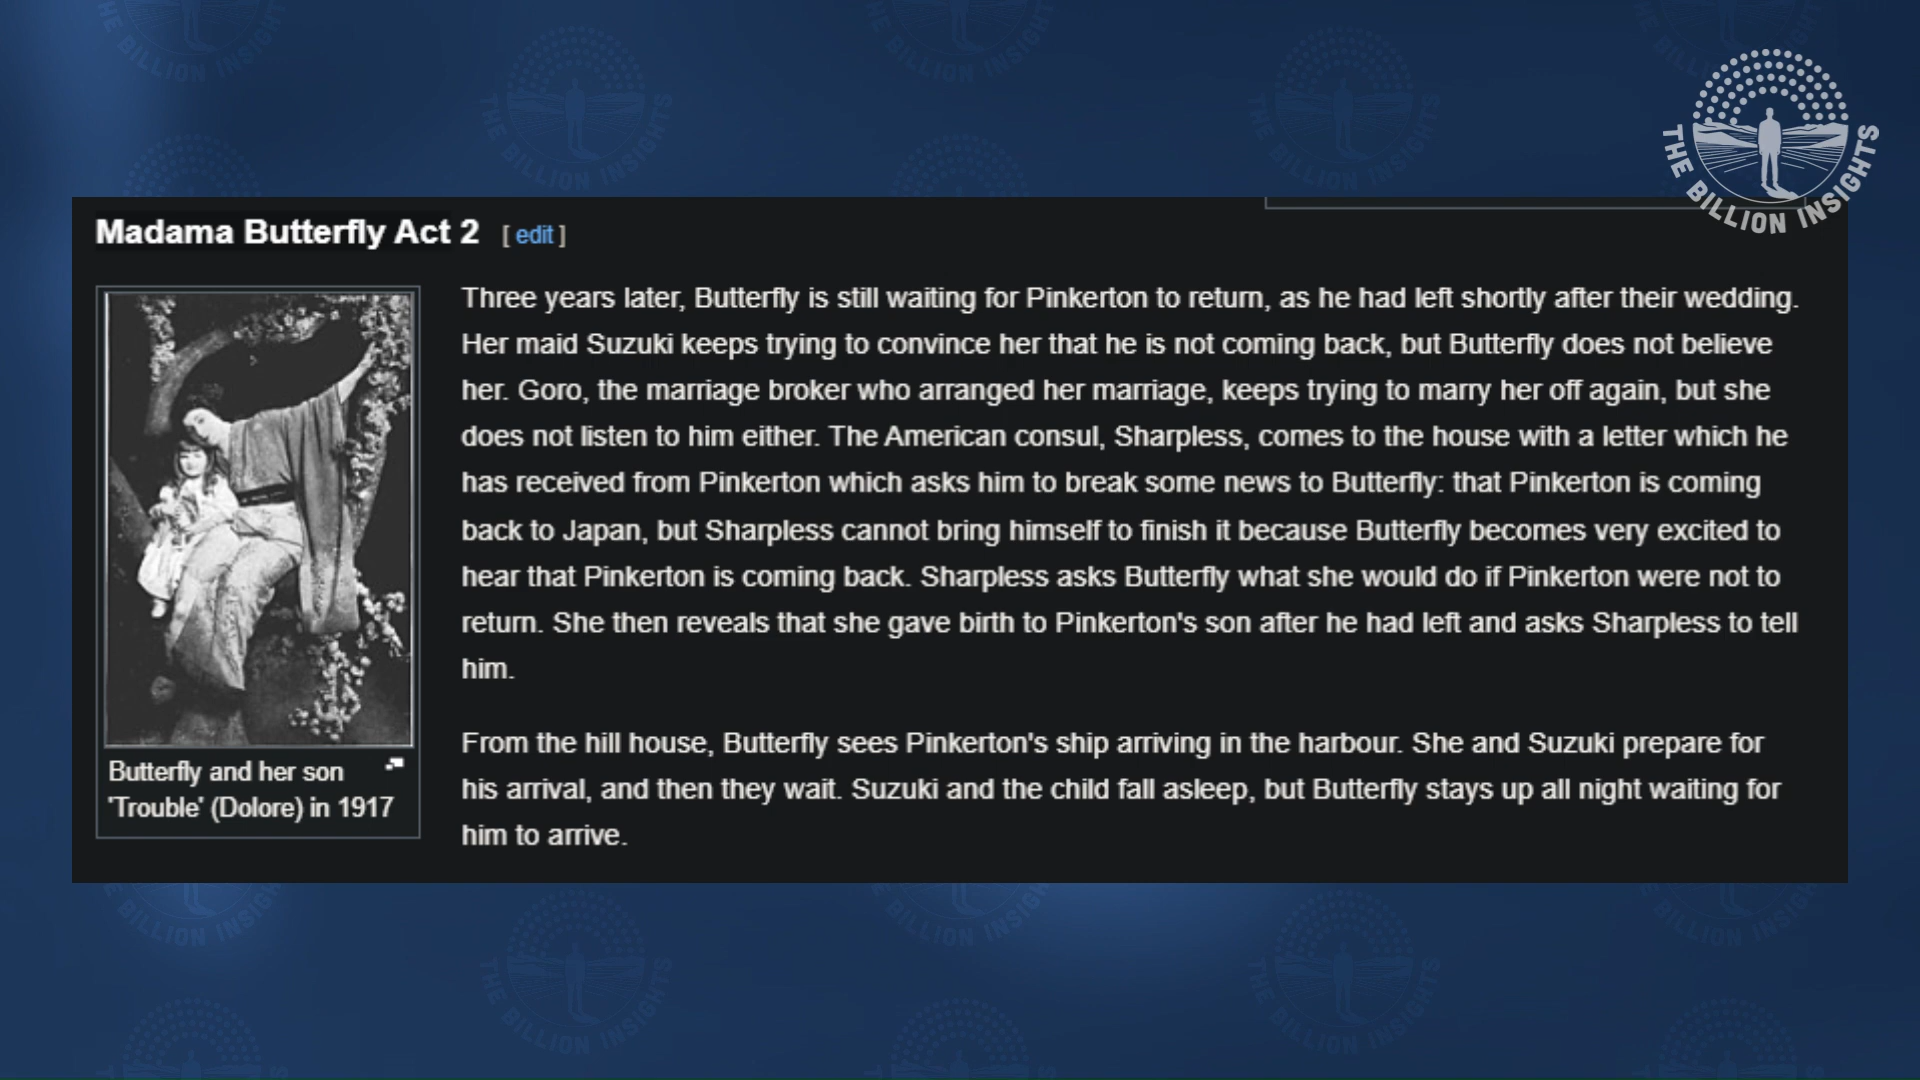 THE BILLION INSIGHTS
Madama Butterfly Act 2 [ edit ]
Three years later, Butterfly is still waiting for Pinkerton to return, as he had left shortly after their wedding.
Her maid Suzuki keeps trying to convince her that he is not coming back, but Butterfly does not believe
her. Goro, the marriage broker who arranged her marriage, keeps trying to marry her off again, but she
does not listen to him either. The American consul, Sharpless, comes to the house with a letter which he
has received from Pinkerton which asks him to break some news to Butterfly: that Pinkerton is coming
back to Japan, but Sharpless cannot bring himself to finish it because Butterfly becomes very excited to
hear that Pinkerton is coming back. Sharpless asks Butterfly what she would do if Pinkerton were not to
return. She then reveals that she gave birth to Pinkerton's son after he had left and asks Sharpless to tell
him.
From the hill house, Butterfly sees Pinkerton's ship arriving in the harbour. She and Suzuki prepare for
his arrival, and then they wait. Suzuki and the child fall asleep, but Butterfly stays up all night waiting for
him to arrive.
Butterfly and her son
'Trouble' (Dolore) in 1917